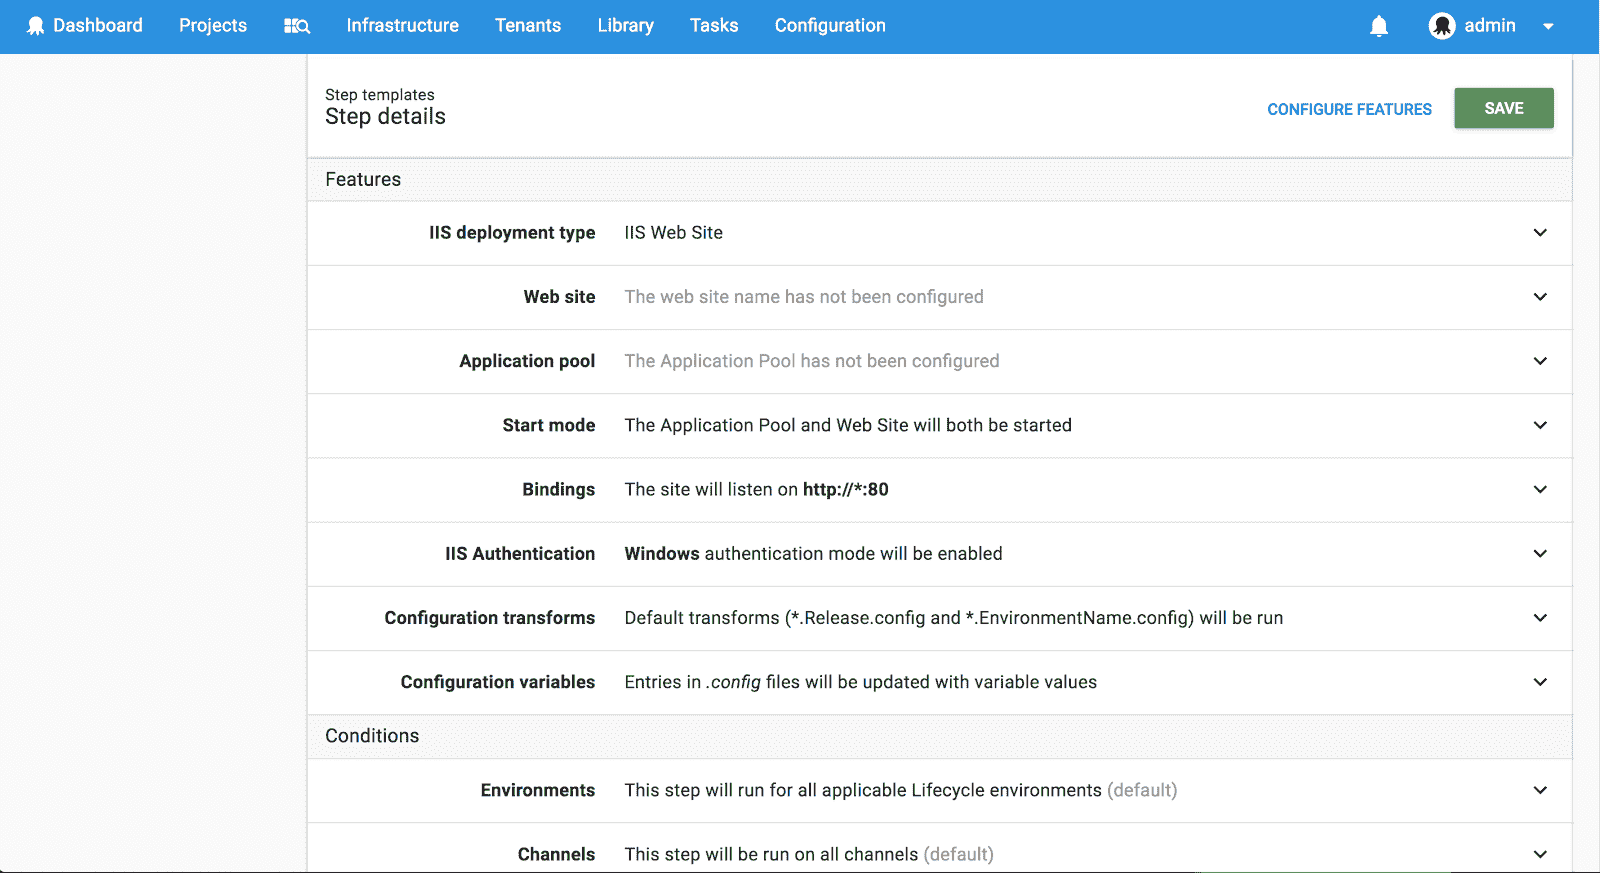 Dashboard Projects Infrastructure Tenants Library Tasks Configuration admin
Step templates
Step details
CONFIGURE FEATURES SAVE
Features
IIS deployment type IIS Web Site
Web site The web site name has not been configured
Application pool The Application Pool has not been configured
Start mode The Application Pool and Web Site will both be started
Bindings The site will listen on http://*:80
IIS Authentication Windows authentication mode will be enabled
Configuration transforms Default transforms (*.Release.config and *.EnvironmentName.config) will be run
Configuration variables Entries in .config files will be updated with variable values
Conditions
Environments This step will run for all applicable Lifecycle environments (default)
Channels This step will be run on all channels (default)